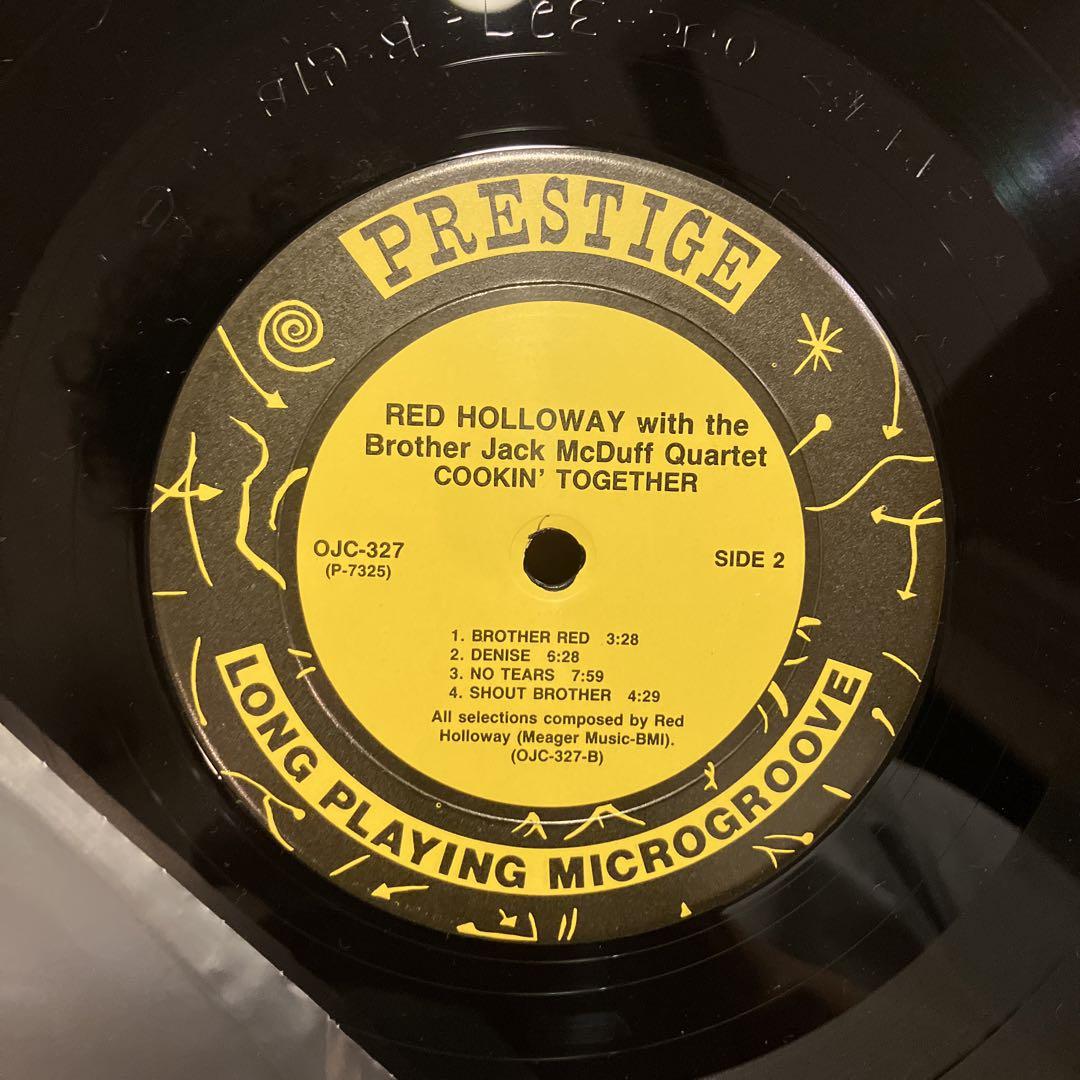 PRESTIGE
RED HOLLOWAY with the
Brother Jack McDuff Quartet
COOKIN' TOGETHER
OJC-327
(P-7325)
SIDE 2
1. BROTHER RED 3:28
2. DENISE 6:28
3. NO TEARS 7:59
4. SHOUT BROTHER 4:29
All selections composed by Red
Holloway (Meager Music-BMI).
(OJC-327-B)
LONG PLAYING MICROGROOVE